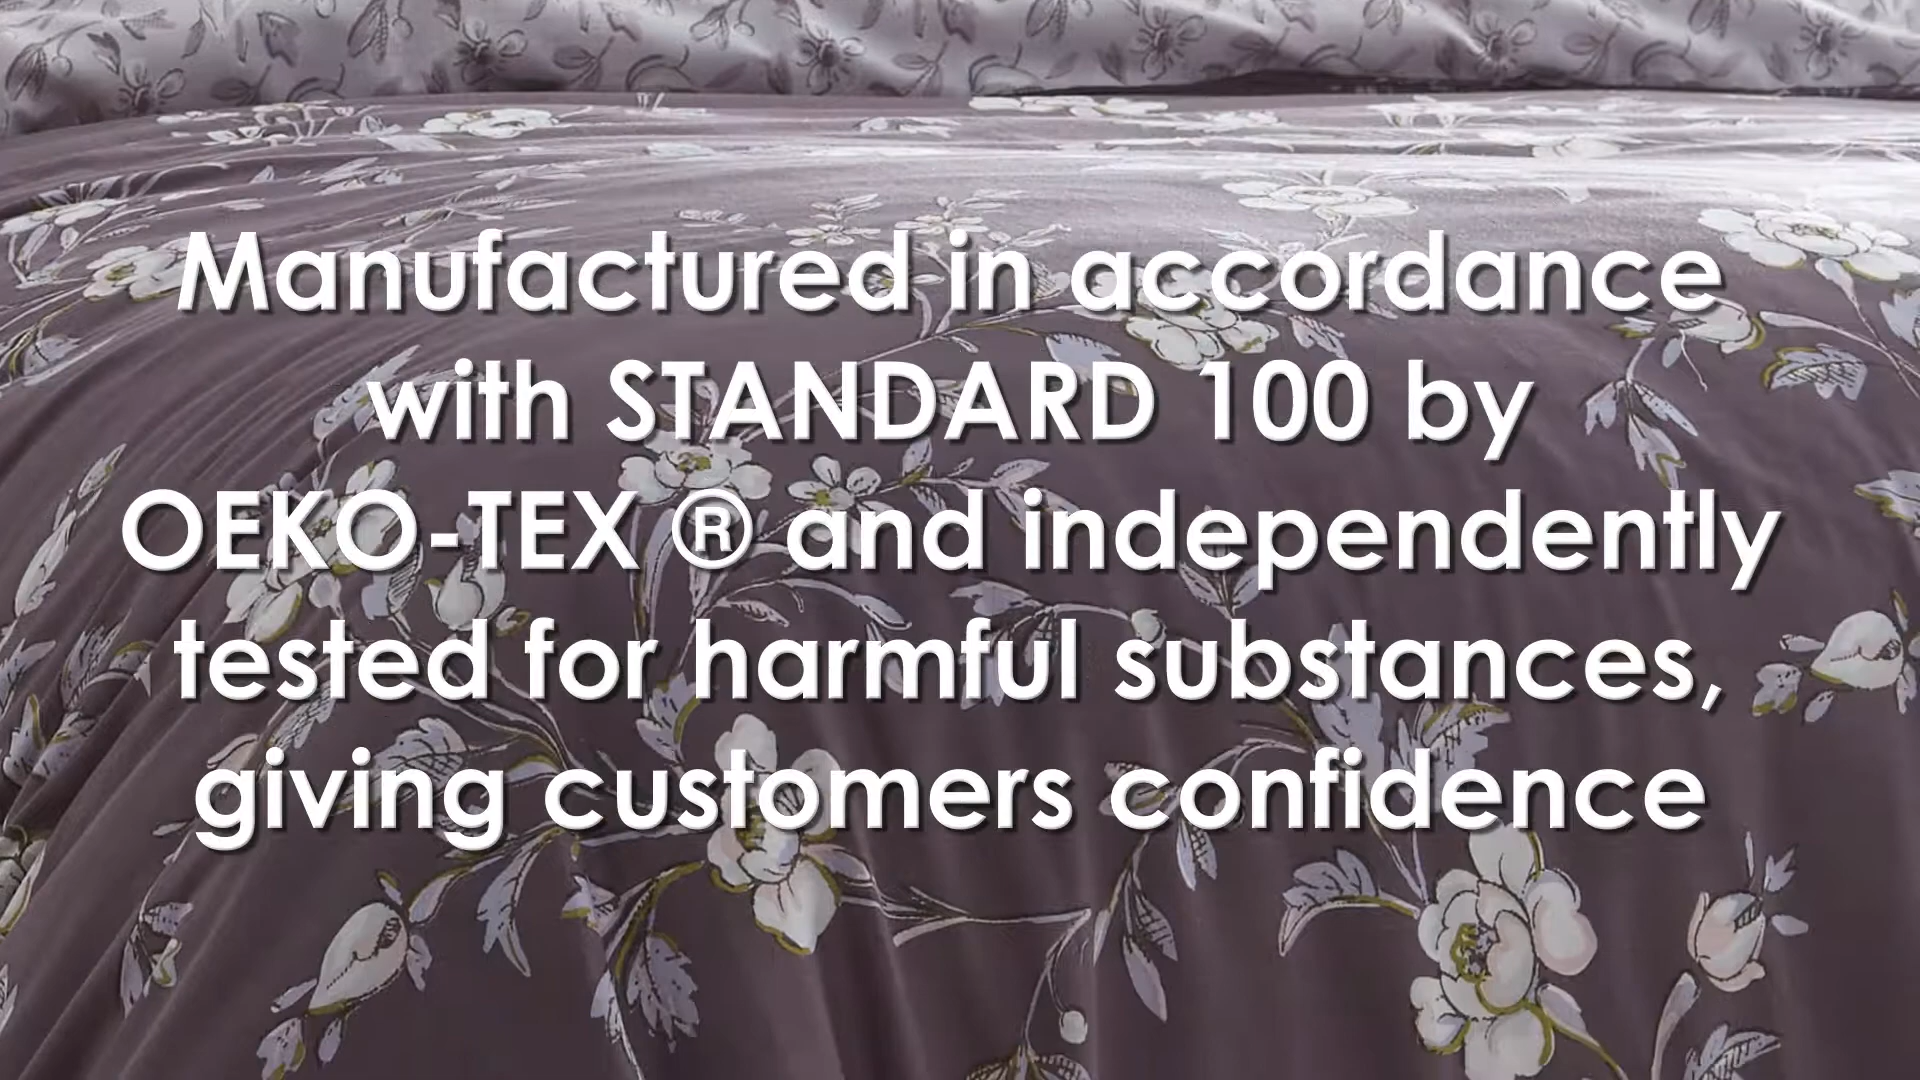 Manufactured in accordance
with STANDARD 100 by
OEKO-TEX ® and independently
tested for harmful substances,
giving customers confidence